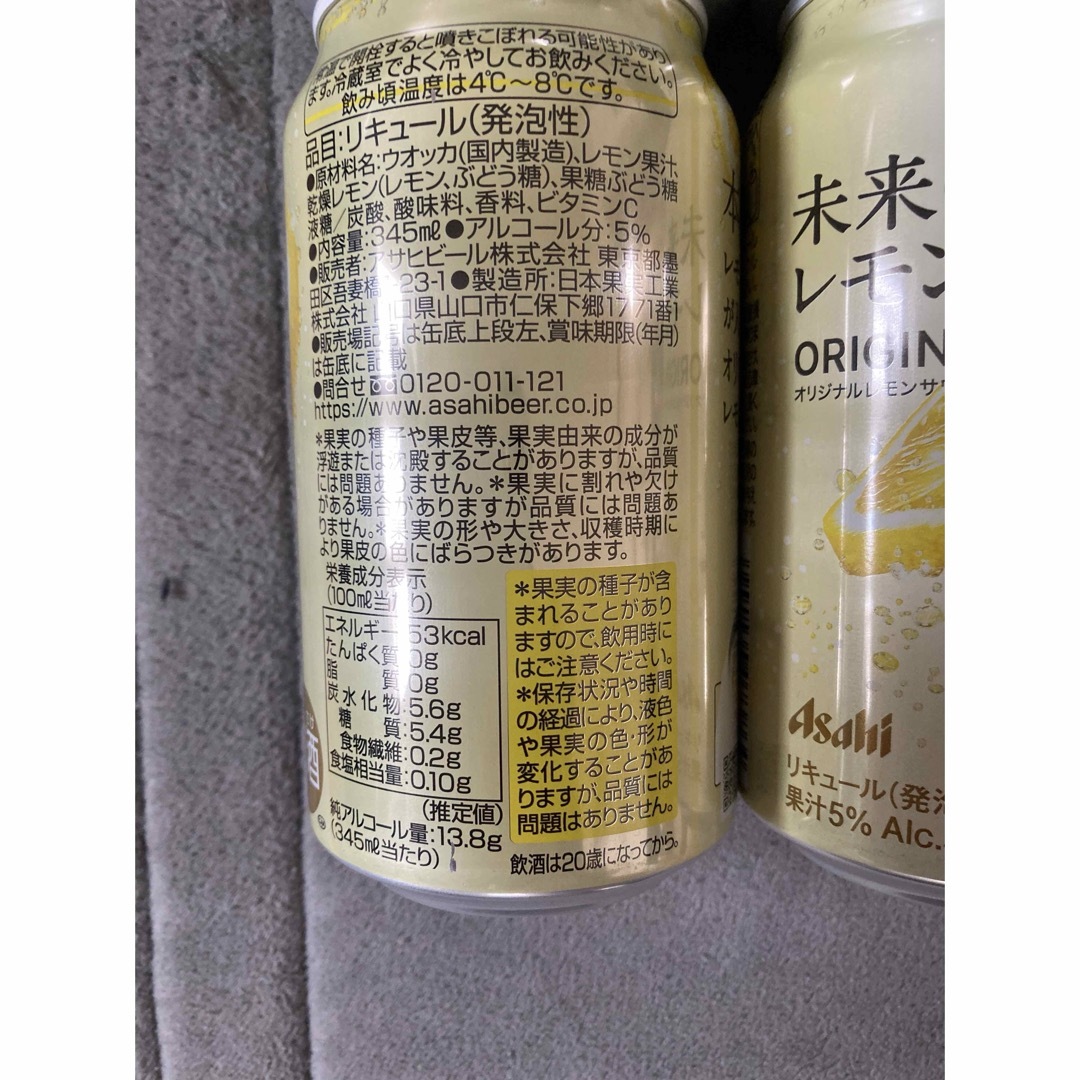 常温で開栓すると噴きこぼれる可能性があり
ます。冷蔵室でよく冷やしてお飲みください。
飲み頃温度は4℃〜8℃です。
品目:リキュール(発泡性)
●原材料名:ウオッカ(国内製造)、レモン果汁、
乾燥レモン(レモン、ぶどう糖)、果糖ぶどう糖
液糖/炭酸、酸味料、香料、ビタミンC
●内容量:345㎖●アルコール分:5%
●販売者:アサヒビール株式会社 東京都墨
田区吾妻橋1-23-1●製造所:日本果実工業
株式会社 山口県山口市仁保下郷1771番1
●販売場記号は缶底上段左、賞味期限(年月)
は缶底に記載
●問合せ 0120-011-121
https://www.asahibeer.co.jp
*果実の種子や果皮等、果実由来の成分が
浮遊または沈殿することがありますが、品質
には問題ありません。*果実に割れや欠け
がある場合がありますが品質には問題あ
りません。*果実の形や大きさ、収穫時期に
より果皮の色にばらつきがあります。
栄養成分表示
(100㎖当たり)
エネルギー:53kcal
たんぱく質:0g
脂質:0g
炭水化物:5.6g
糖質:5.4g
食物繊維:0.2g
食塩相当量:0.10g
(推定値)
純アルコール量:13.8g
(345㎖当たり)
*果実の種子が含
まれることがあり
ますので、飲用時に
はご注意ください。
*保存状況や時間
の経過により、液色
や果実の色・形が
変化することがあ
りますが、品質には
問題はありません。
飲酒は20歳になってから。
酒
未来
レモン
ORIGIN
オリジナルレモンサ
Asahi
リキュール(発泡
果汁5% Alc.